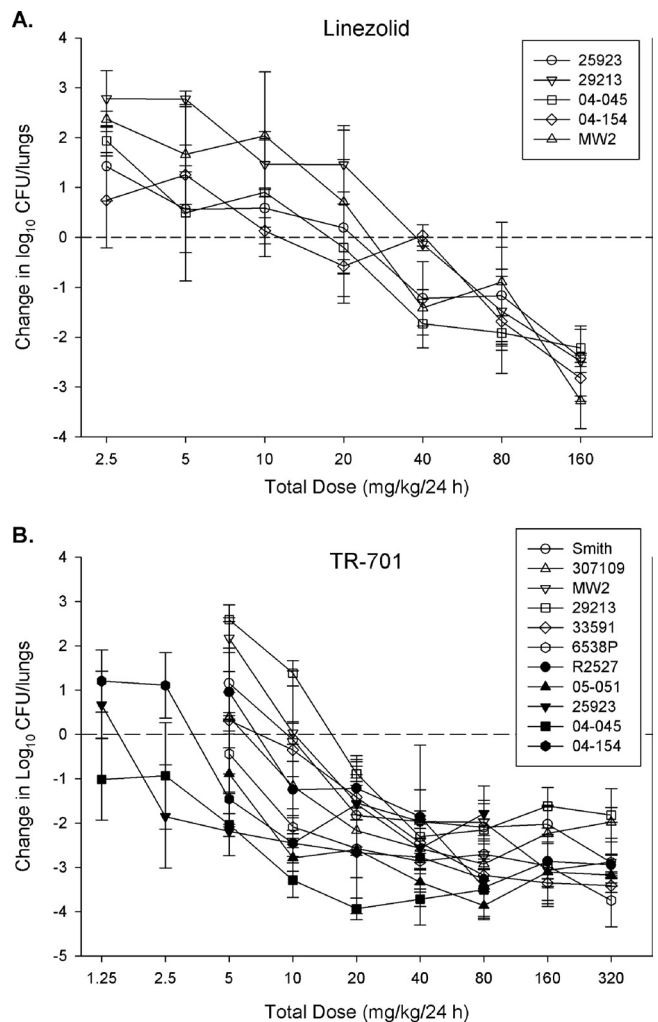 A.
Linezolid
25923
29213
04-045
04-154
MW2
4
3
2
1
0
-1
-2
-3
-4
Change in log10 CFU/lungs
2.5 5 10 20 40 80 160
Total Dose (mg/kg/24 h)
B.
TR-701
Smith
307109
MW2
29213
33591
6538P
R2527
05-051
25923
04-045
04-154
4
3
2
1
0
-1
-2
-3
-4
-5
Change in Log10 CFU/lungs
1.25 2.5 5 10 20 40 80 160 320
Total Dose (mg/kg/24 h)